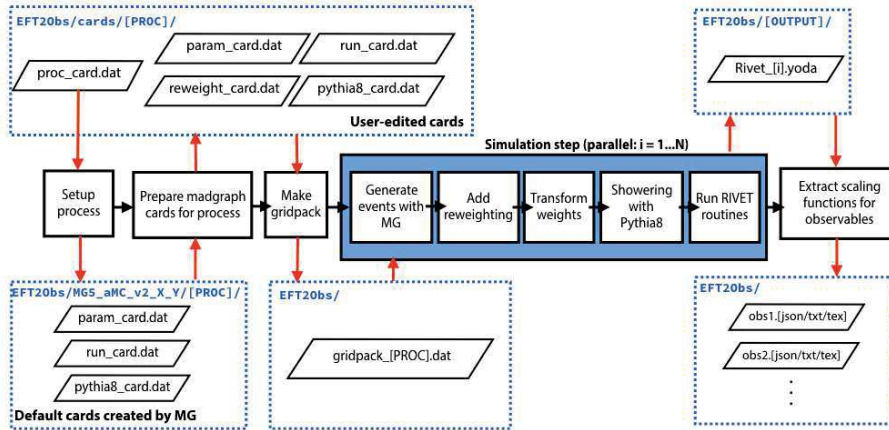 EFT2Obs/cards/[PROC]/
proc_card.dat
param_card.dat
run_card.dat
reweight_card.dat
pythia8_card.dat
User-edited cards
EFT2Obs/[OUTPUT]/
Rivet_[i].yoda
Simulation step (parallel: i = 1...N)
Setup
process
Prepare madgraph
cards for process
Make
gridpack
Generate
events with
MG
Add
reweighting
Transform
weights
Showering
with
Pythia8
Run RIVET
routines
Extract scaling
functions for
observables
EFT2Obs/MG5_aMC_v2_X_Y/[PROC]/
param_card.dat
run_card.dat
pythia8_card.dat
Default cards created by MG
EFT2Obs/
gridpack_[PROC].dat
EFT2Obs/
obs1.[json/txt/tex]
obs2.[json/txt/tex]
.
.
.